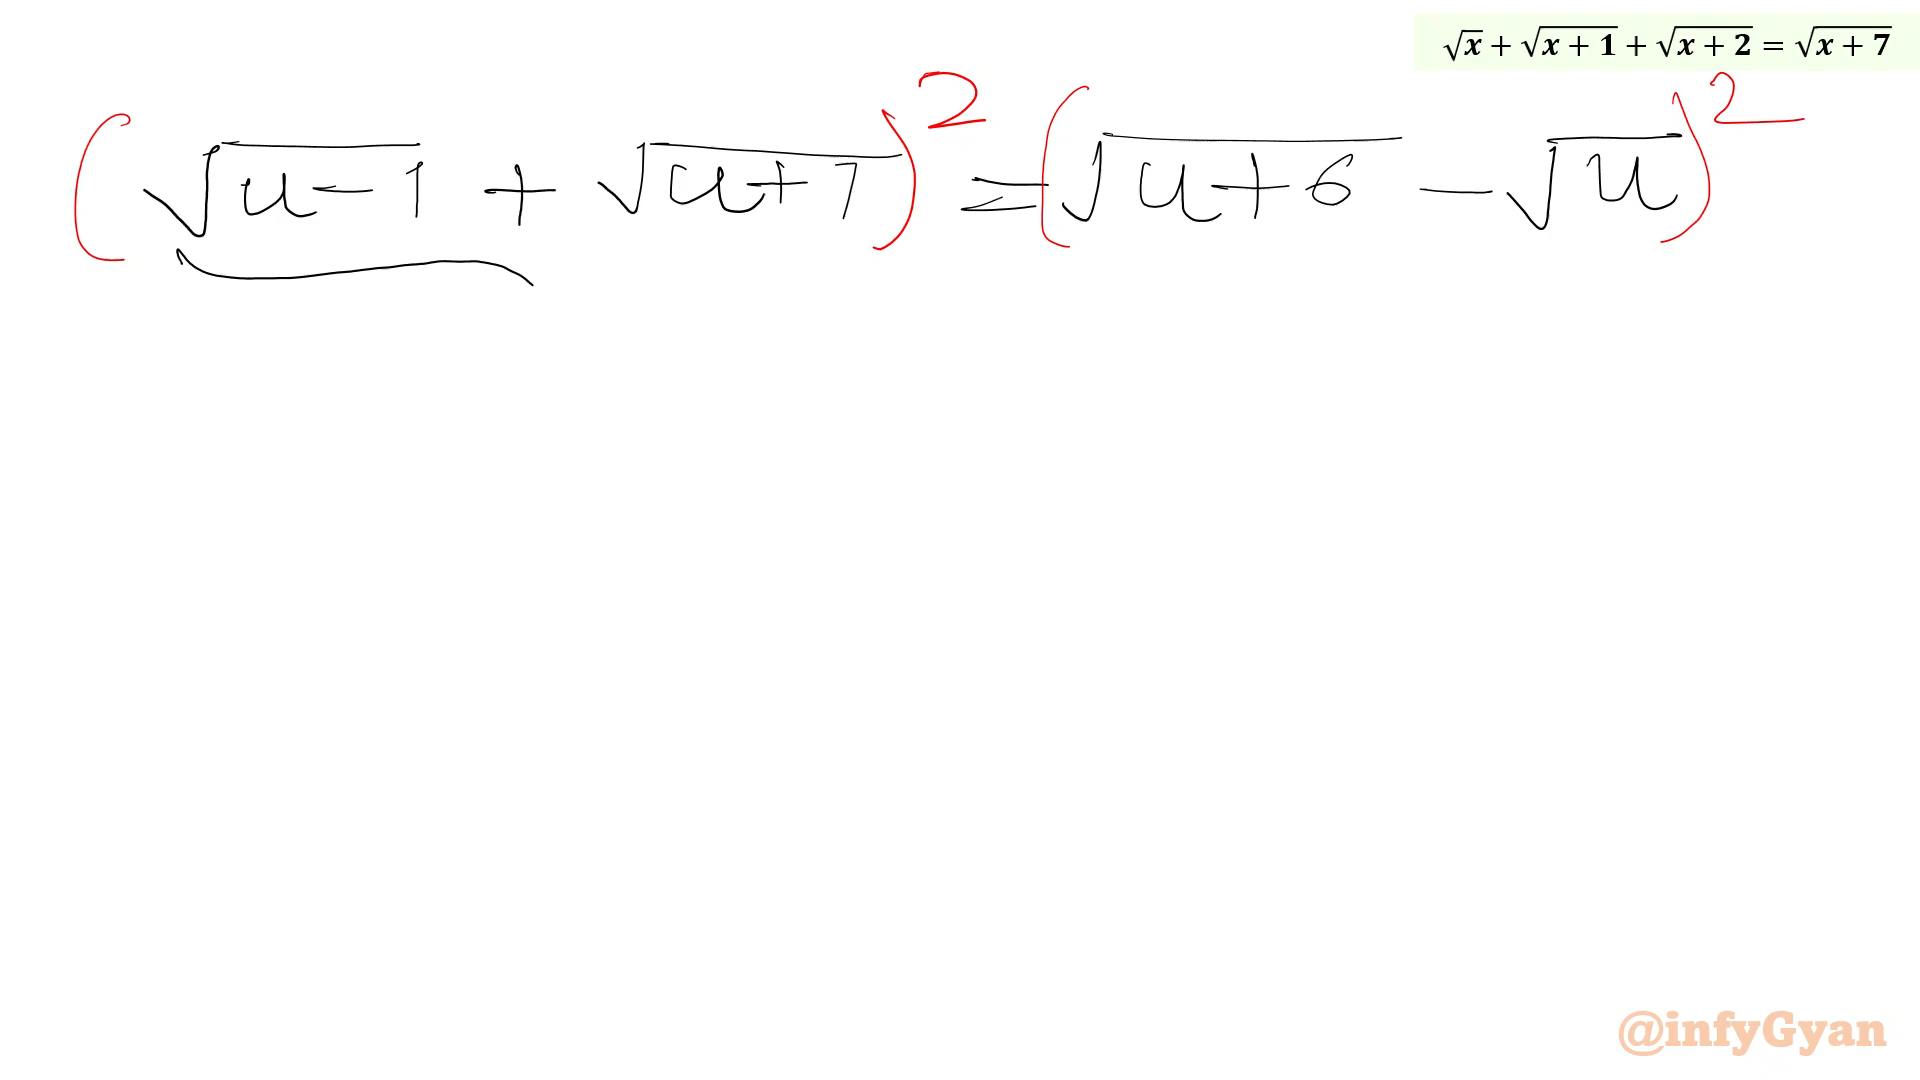 √x + √(x + 1) + √(x + 2) = √(x + 7)
(√(u-1) + √(u+7))² = (√(u+6) - √u)²
@infyGyan